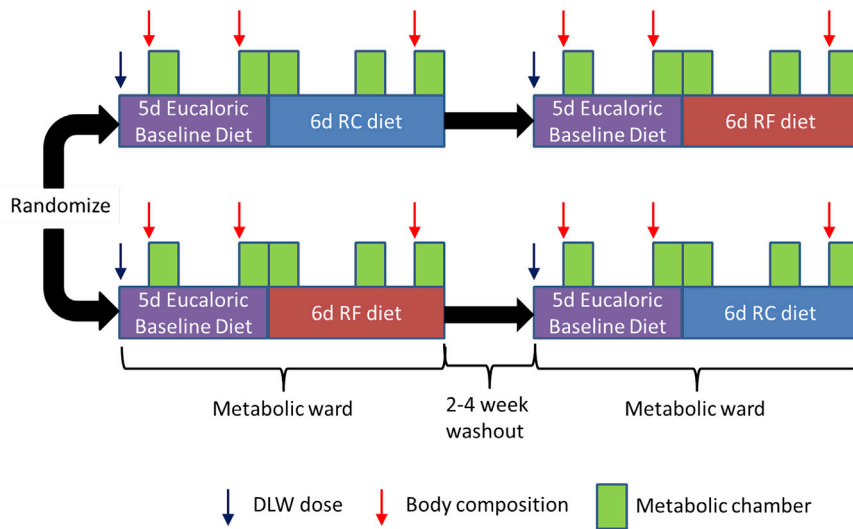 5d Eucaloric
Baseline Diet
6d RC diet
5d Eucaloric
Baseline Diet
6d RF diet
Randomize
5d Eucaloric
Baseline Diet
6d RF diet
5d Eucaloric
Baseline Diet
6d RC diet
Metabolic ward
2-4 week
washout
Metabolic ward
DLW dose
Body composition
Metabolic chamber